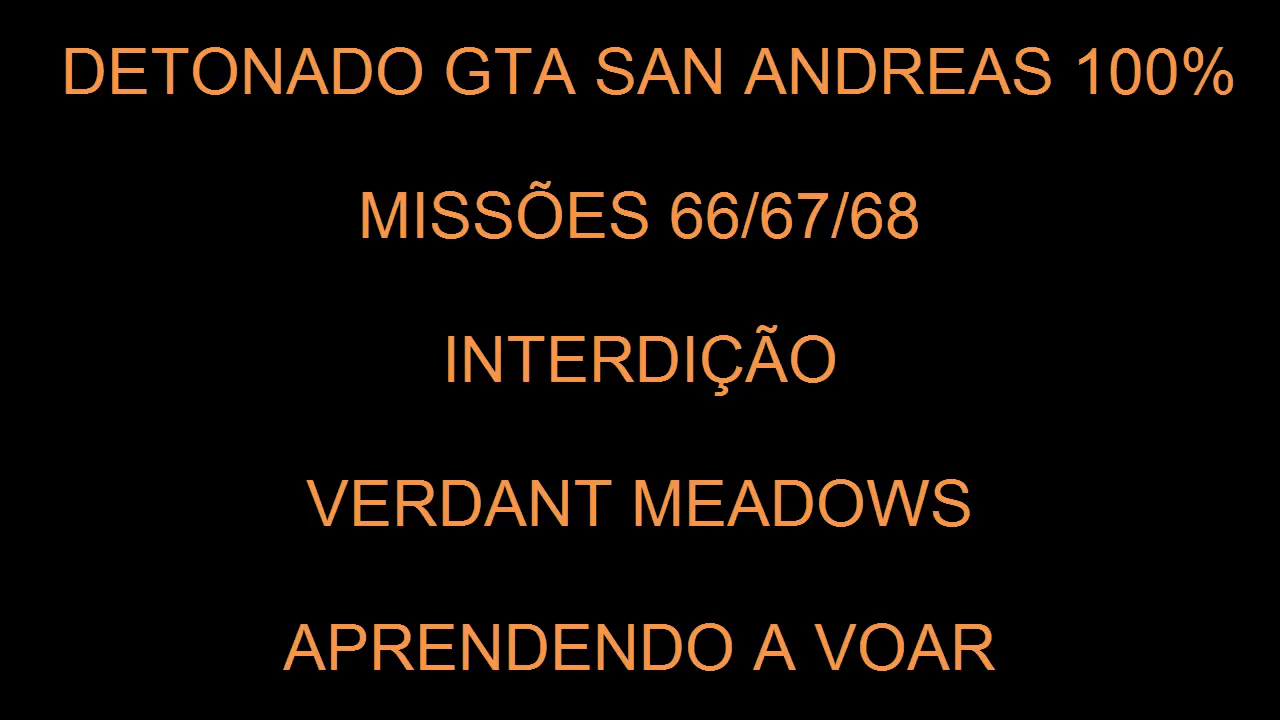 DETONADO GTA SAN ANDREAS 100%
MISSÕES 66/67/68
INTERDIÇÃO
VERDANT MEADOWS
APRENDENDO A VOAR